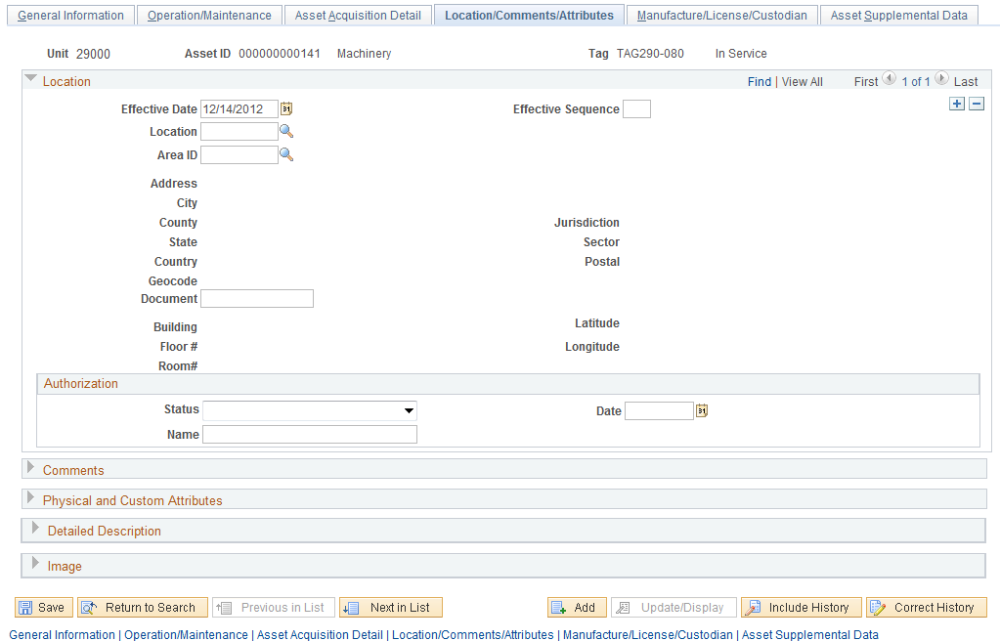 General Information Operation/Maintenance Asset Acquisition Detail Location/Comments/Attributes Manufacture/License/Custodian Asset Supplemental Data
Unit 29000 Asset ID 000000000141 Machinery Tag TAG290-080 In Service
Location Find | View All First 1 of 1 Last
Effective Date 12/14/2012 31 Effective Sequence
Location
Area ID
Address
City
County Jurisdiction
State Sector
Country Postal
Geocode
Document
Building Latitude
Floor # Longitude
Room#
Authorization
Status Date 31
Name
Comments
Physical and Custom Attributes
Detailed Description
Image
Save Return to Search Previous in List Next in List Add Update/Display Include History Correct History
General Information | Operation/Maintenance | Asset Acquisition Detail | Location/Comments/Attributes | Manufacture/License/Custodian | Asset Supplemental Data